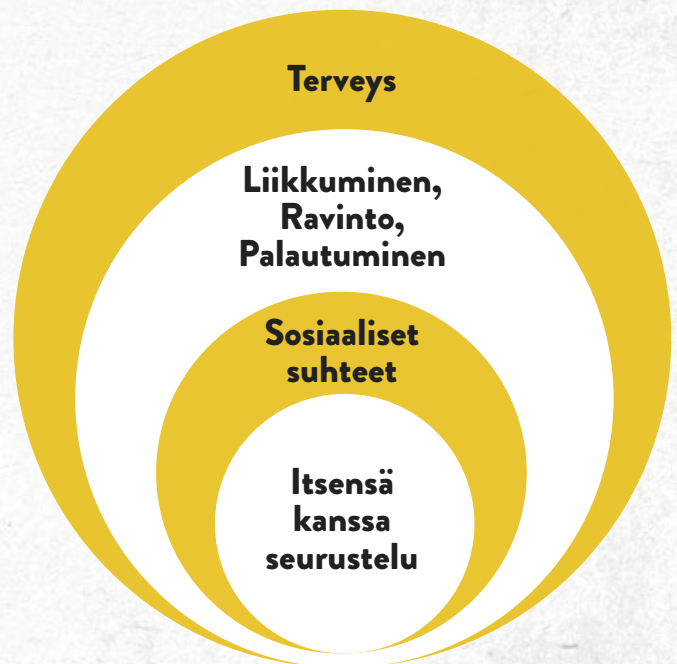 Terveys
Liikkuminen,
Ravinto,
Palautuminen
Sosiaaliset
suhteet
Itsensä
kanssa
seurustelu